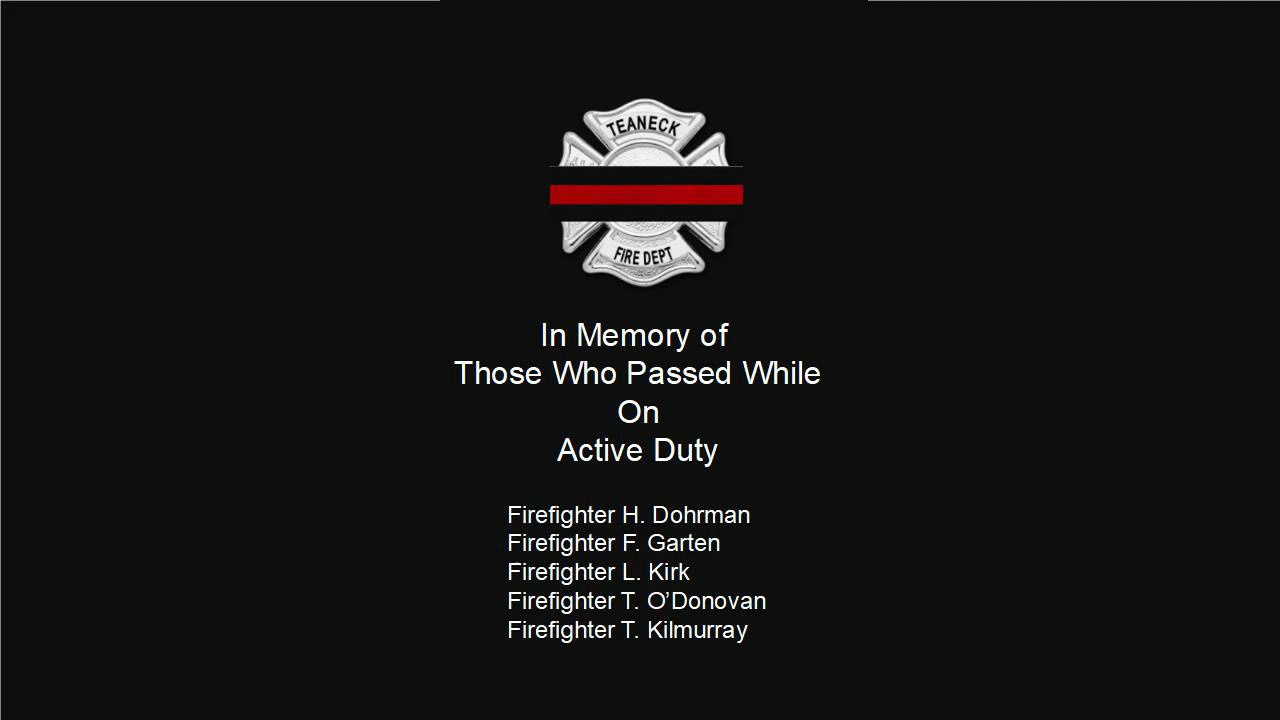 TEANECK
FIRE DEPT
In Memory of
Those Who Passed While
On
Active Duty
Firefighter H. Dohrman
Firefighter F. Garten
Firefighter L. Kirk
Firefighter T. O’Donovan
Firefighter T. Kilmurray